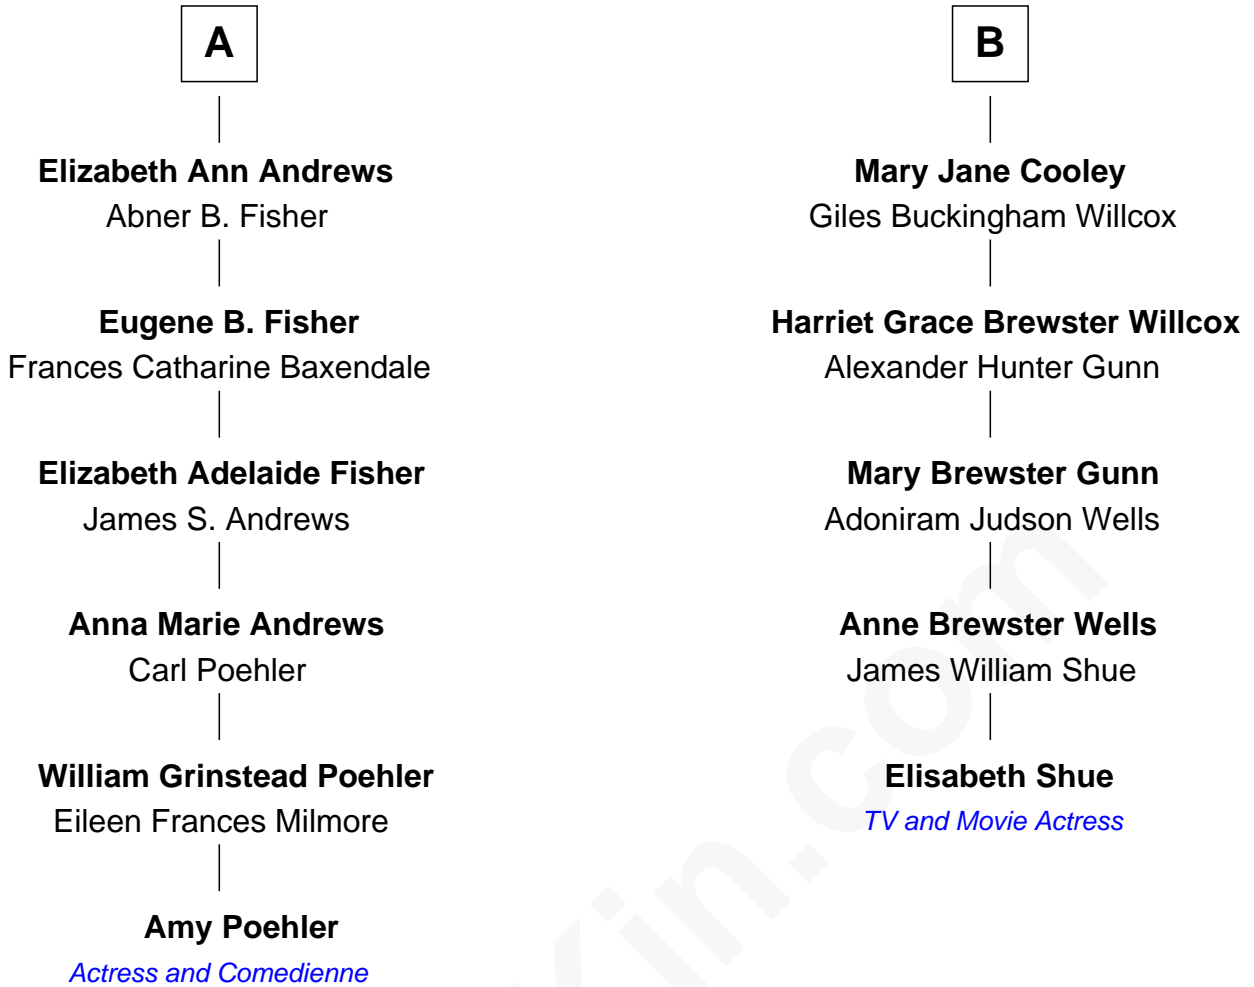 A
Elizabeth Ann Andrews
Abner B. Fisher
Eugene B. Fisher
Frances Catharine Baxendale
Elizabeth Adelaide Fisher
James S. Andrews
Anna Marie Andrews
Carl Poehler
William Grinstead Poehler
Eileen Frances Milmore
Amy Poehler
Actress and Comedienne
B
Mary Jane Cooley
Giles Buckingham Willcox
Harriet Grace Brewster Willcox
Alexander Hunter Gunn
Mary Brewster Gunn
Adoniram Judson Wells
Anne Brewster Wells
James William Shue
Elisabeth Shue
TV and Movie Actress
Kin.com